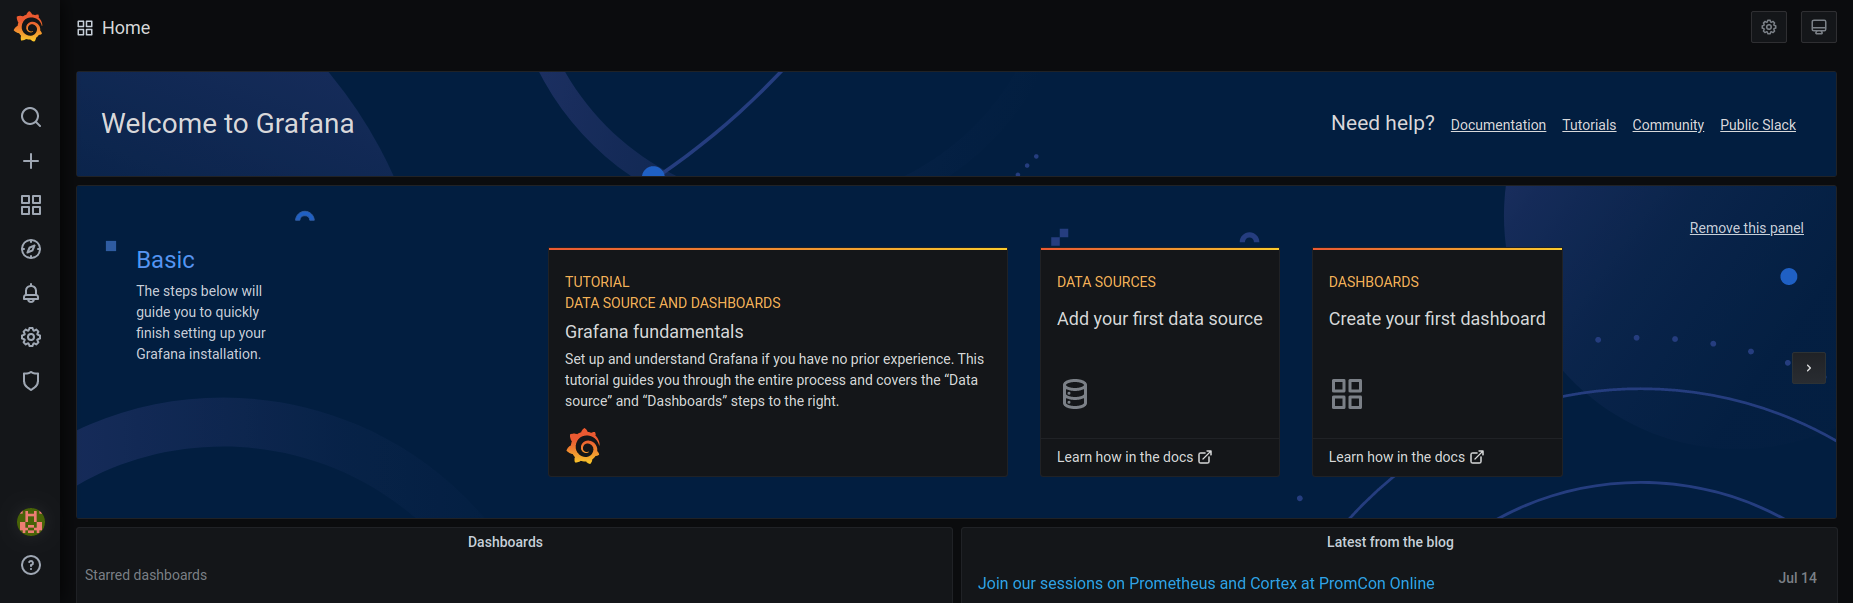 Home
Welcome to Grafana
Need help? Documentation Tutorials Community Public Slack
Remove this panel
Basic
The steps below will
guide you to quickly
finish setting up your
Grafana installation.
TUTORIAL
DATA SOURCE AND DASHBOARDS
Grafana fundamentals
Set up and understand Grafana if you have no prior experience. This
tutorial guides you through the entire process and covers the “Data
source” and “Dashboards” steps to the right.
DATA SOURCES
Add your first data source
Learn how in the docs
DASHBOARDS
Create your first dashboard
Learn how in the docs
Dashboards
Starred dashboards
Latest from the blog
Join our sessions on Prometheus and Cortex at PromCon Online
Jul 14